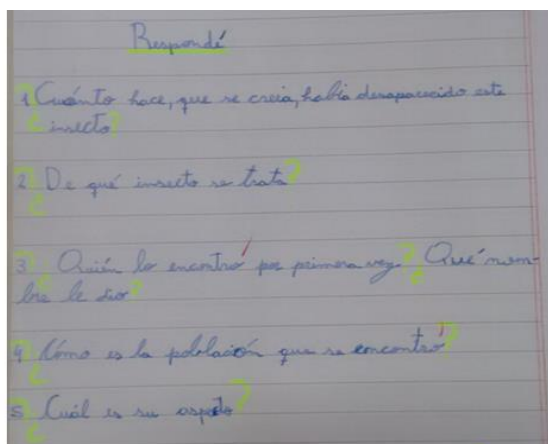 Respondé
1 ¿Cuánto hace, que se creía, había desaparecido este
insecto?
2 ¿De qué insecto se trata?
3 ¿Quién lo encontró por primera vez? ¿Qué nom-
bre le dio?
4 ¿Cómo es la población que se encontró?
5 ¿Cuál es su aspecto?